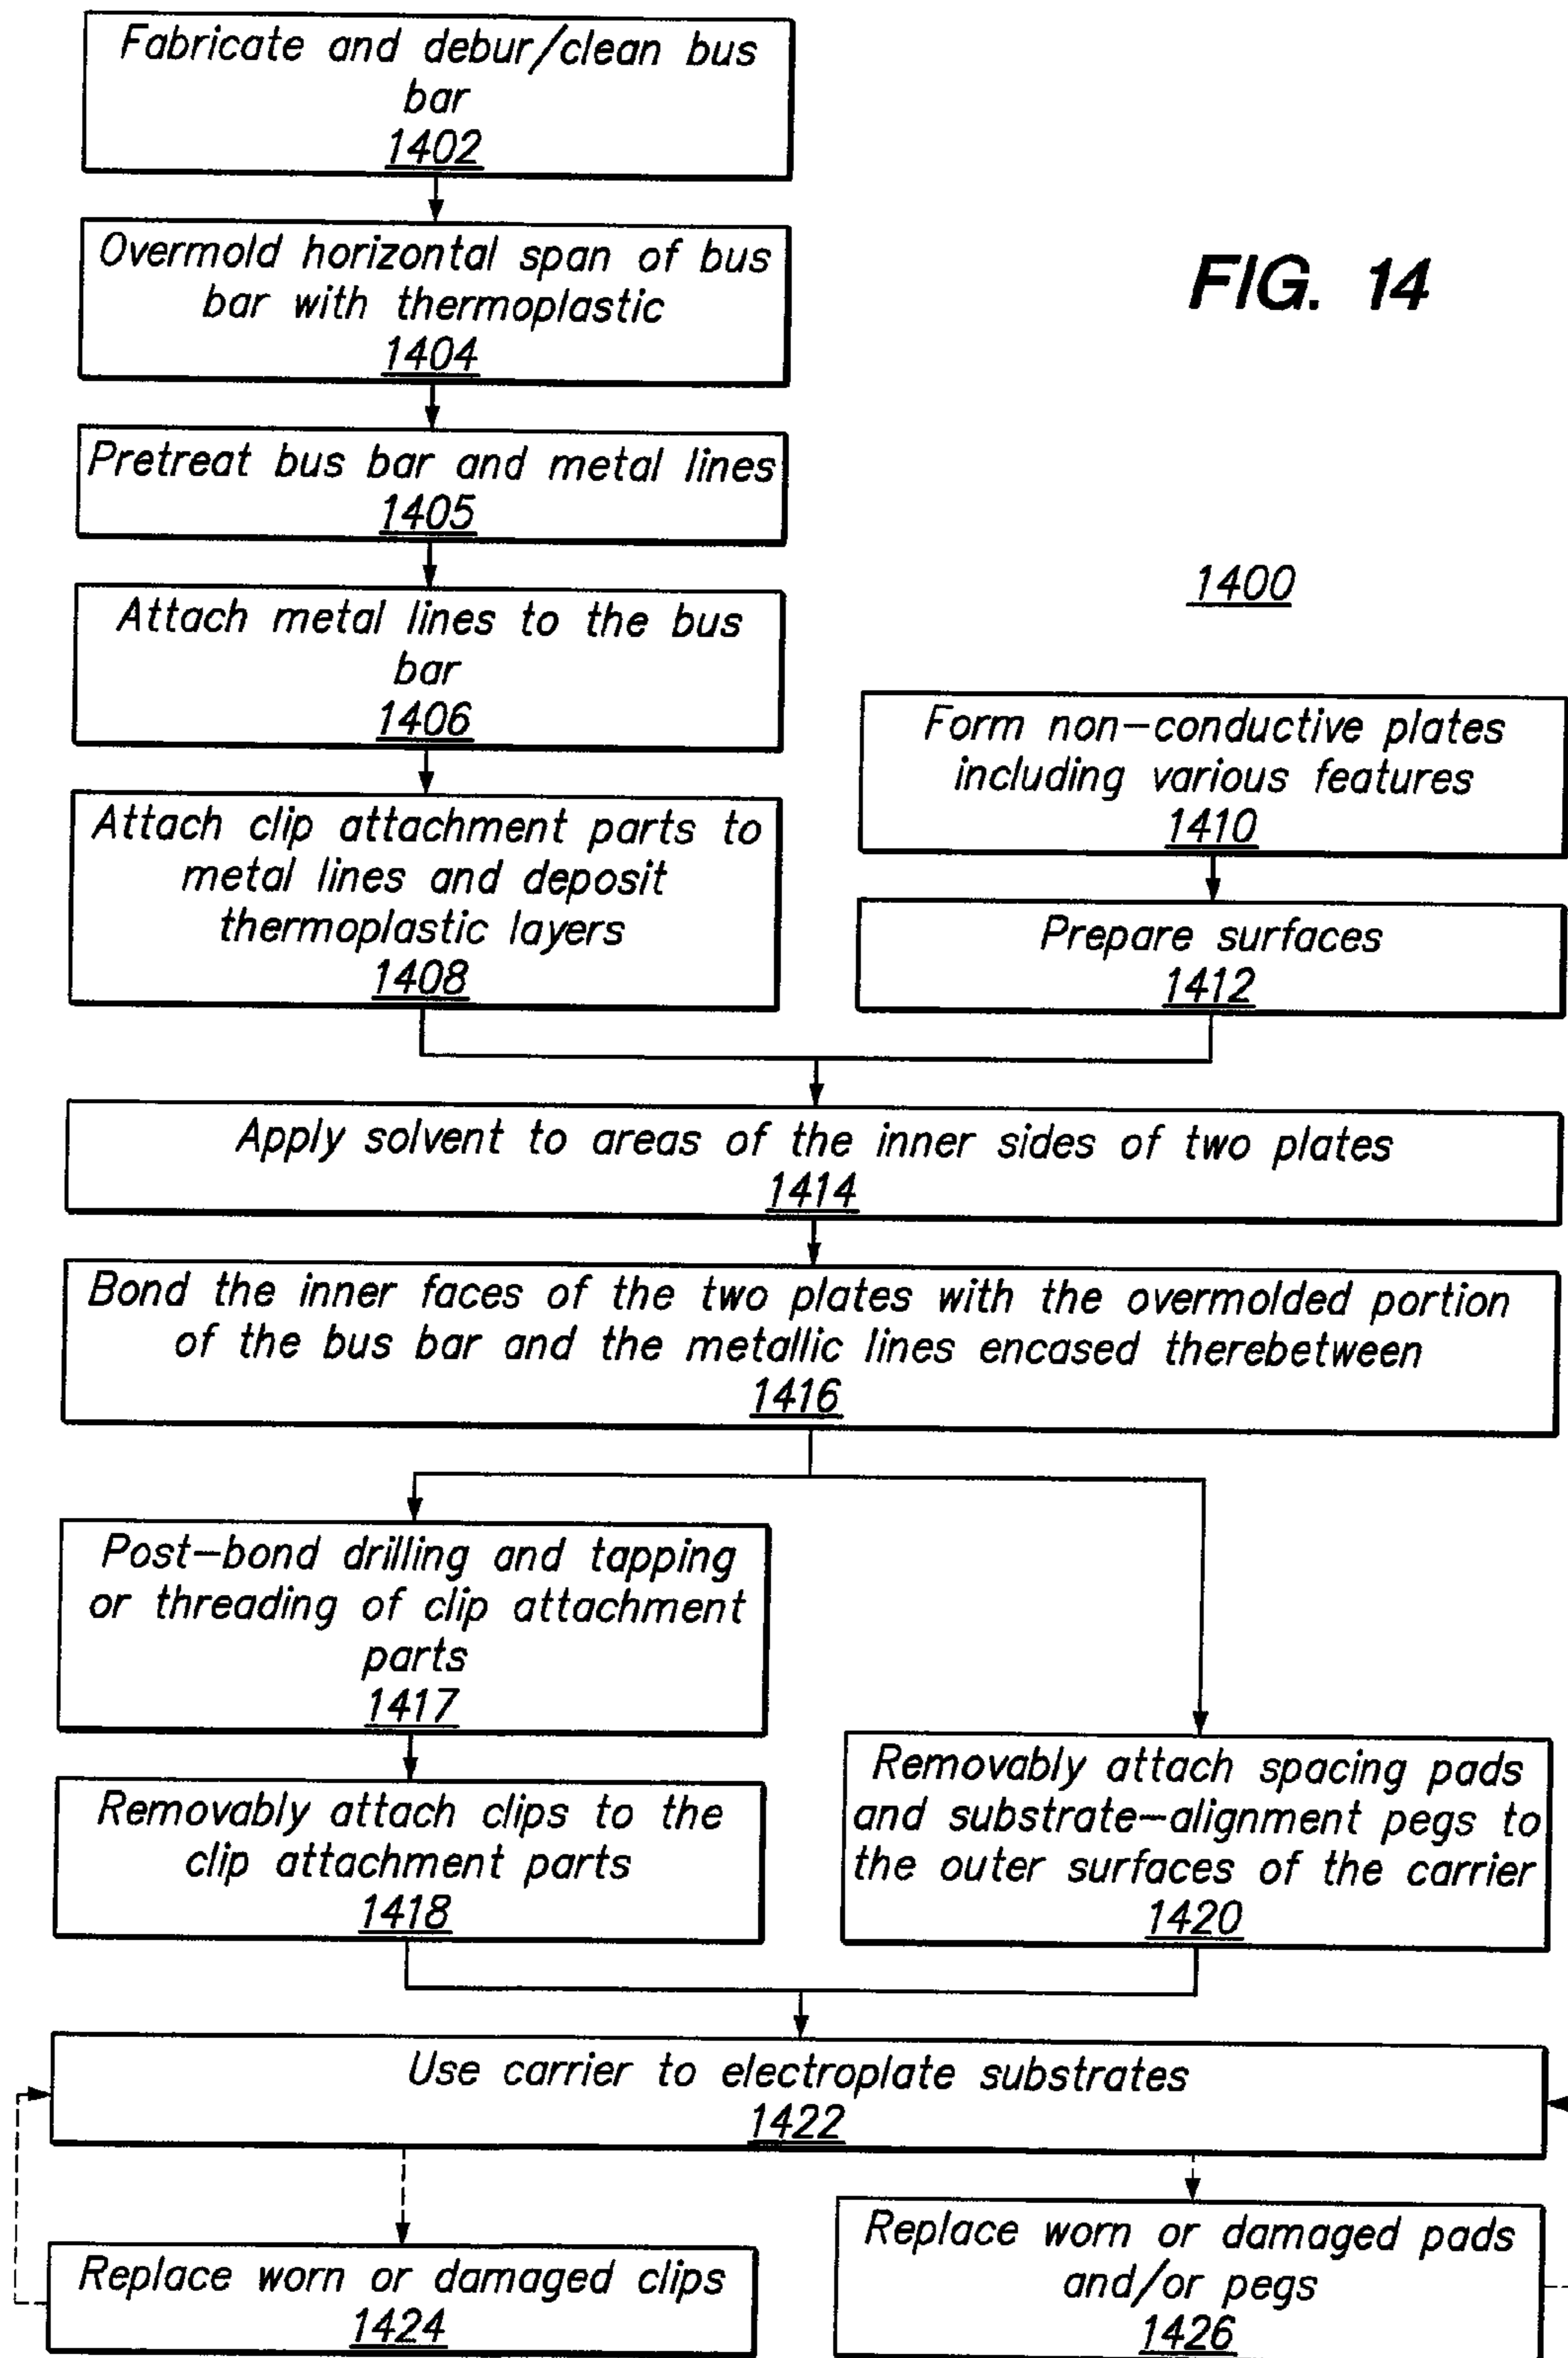 Fabricate and debur/clean bus
bar
1402
Overmold horizontal span of bus
bar with thermoplastic
1404
FIG. 14
Pretreat bus bar and metal lines
1405
1400
Attach metal lines to the bus
bar
1406
Form non-conductive plates
including various features
1410
Attach clip attachment parts to
metal lines and deposit
thermoplastic layers
1408
Prepare surfaces
1412
Apply solvent to areas of the inner sides of two plates
1414
Bond the inner faces of the two plates with the overmolded portion
of the bus bar and the metallic lines encased therebetween
1416
Post-bond drilling and tapping
or threading of clip attachment
parts
1417
Removably attach clips to the
clip attachment parts
1418
Removably attach spacing pads
and substrate-alignment pegs to
the outer surfaces of the carrier
1420
Use carrier to electroplate substrates
1422
Replace worn or damaged clips
1424
Replace worn or damaged pads
and/or pegs
1426